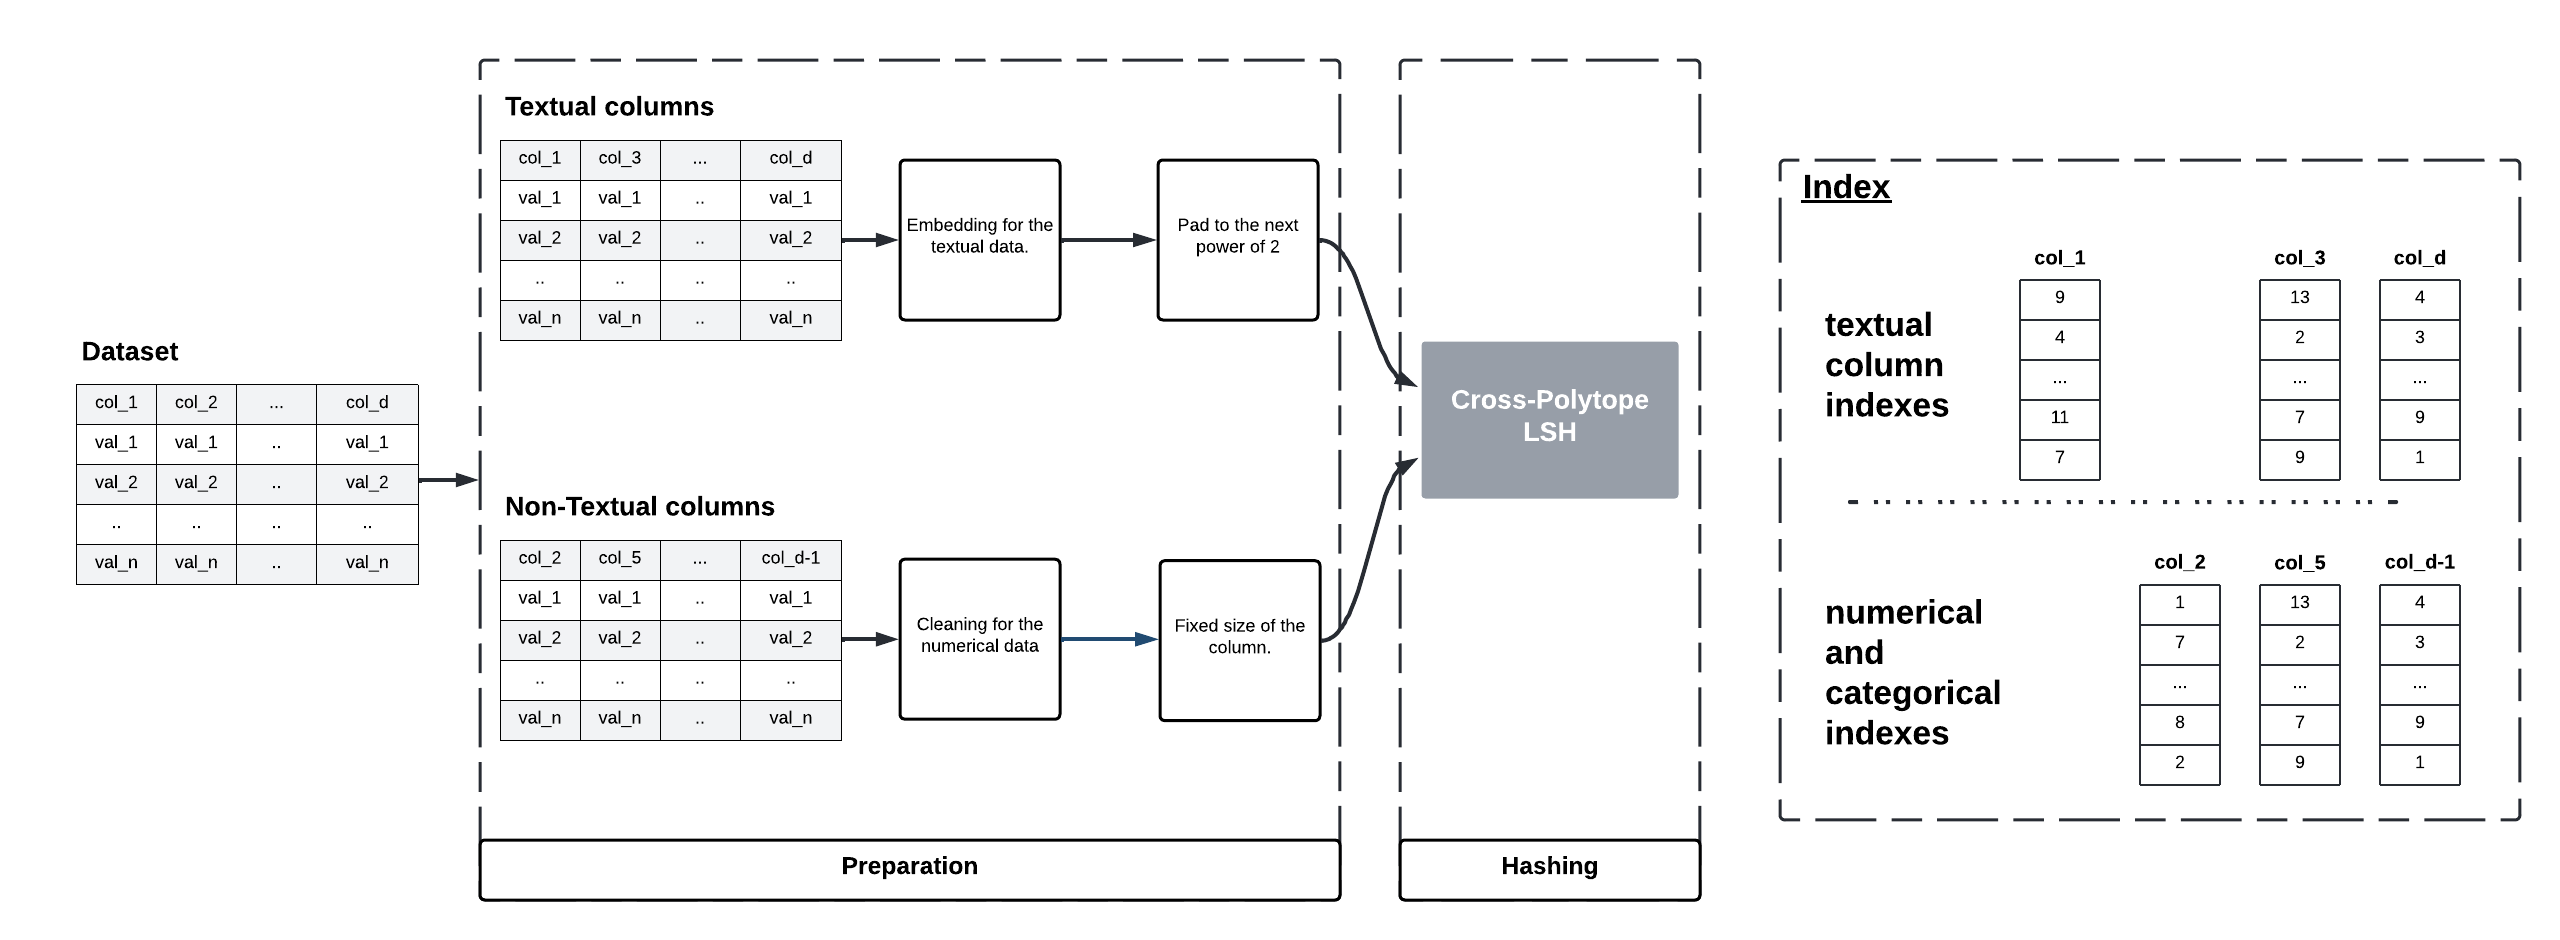 Dataset
col_1 col_2 ... col_d
val_1 val_1 .. val_1
val_2 val_2 .. val_2
.. .. .. ..
val_n val_n .. val_n
Textual columns
col_1 col_3 ... col_d
val_1 val_1 .. val_1
val_2 val_2 .. val_2
.. .. .. ..
val_n val_n .. val_n
Embedding for the
textual data.
Pad to the next
power of 2
Non-Textual columns
col_2 col_5 ... col_d-1
val_1 val_1 .. val_1
val_2 val_2 .. val_2
.. .. .. ..
val_n val_n .. val_n
Cleaning for the
numerical data
Fixed size of the
column.
Preparation
Cross-Polytope
LSH
Hashing
Index
textual
column
indexes
col_1 col_3 col_d
9 13 4
4 2 3
... ... ...
11 7 9
7 9 1
numerical
and
categorical
indexes
col_2 col_5 col_d-1
1 13 4
7 2 3
... ... ...
8 7 9
2 9 1